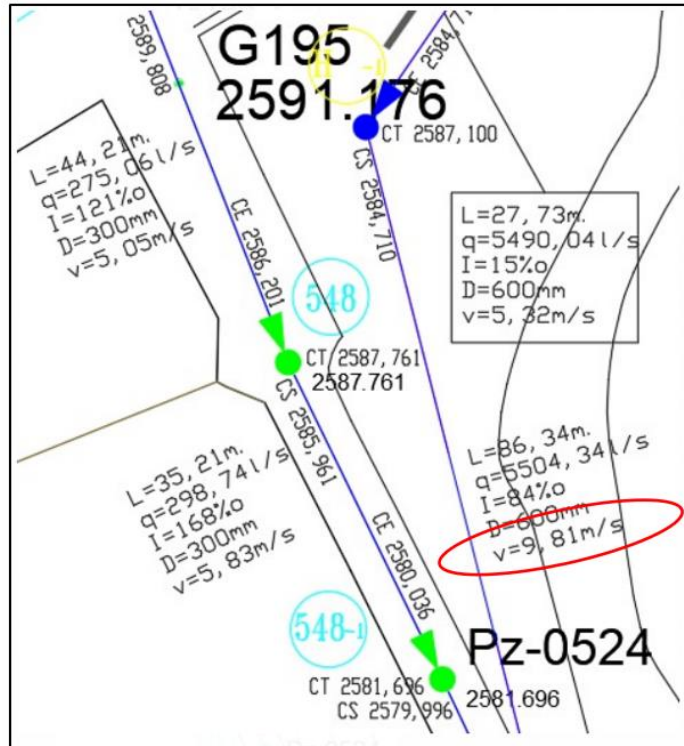 2589,808
G195
2591.176
CE 2584,71
CT 2587,100
CS 2584,710
L=44,21m.
q=275,06l/s
I=121%o
D=300mm
v=5,05m/s
L=27,73m.
q=5490,04l/s
I=15%o
D=600mm
v=5,32m/s
CE 2586,201
548
CT 2587,761
2587.761
CS 2585,961
L=35,21m.
q=298,74l/s
I=168%o
D=300mm
v=5,83m/s
L=86,34m.
q=5504,34l/s
I=84%o
D=600mm
v=9,81m/s
CE 2580,036
548-1
Pz-0524
CT 2581,696
2581.696
CS 2579,996